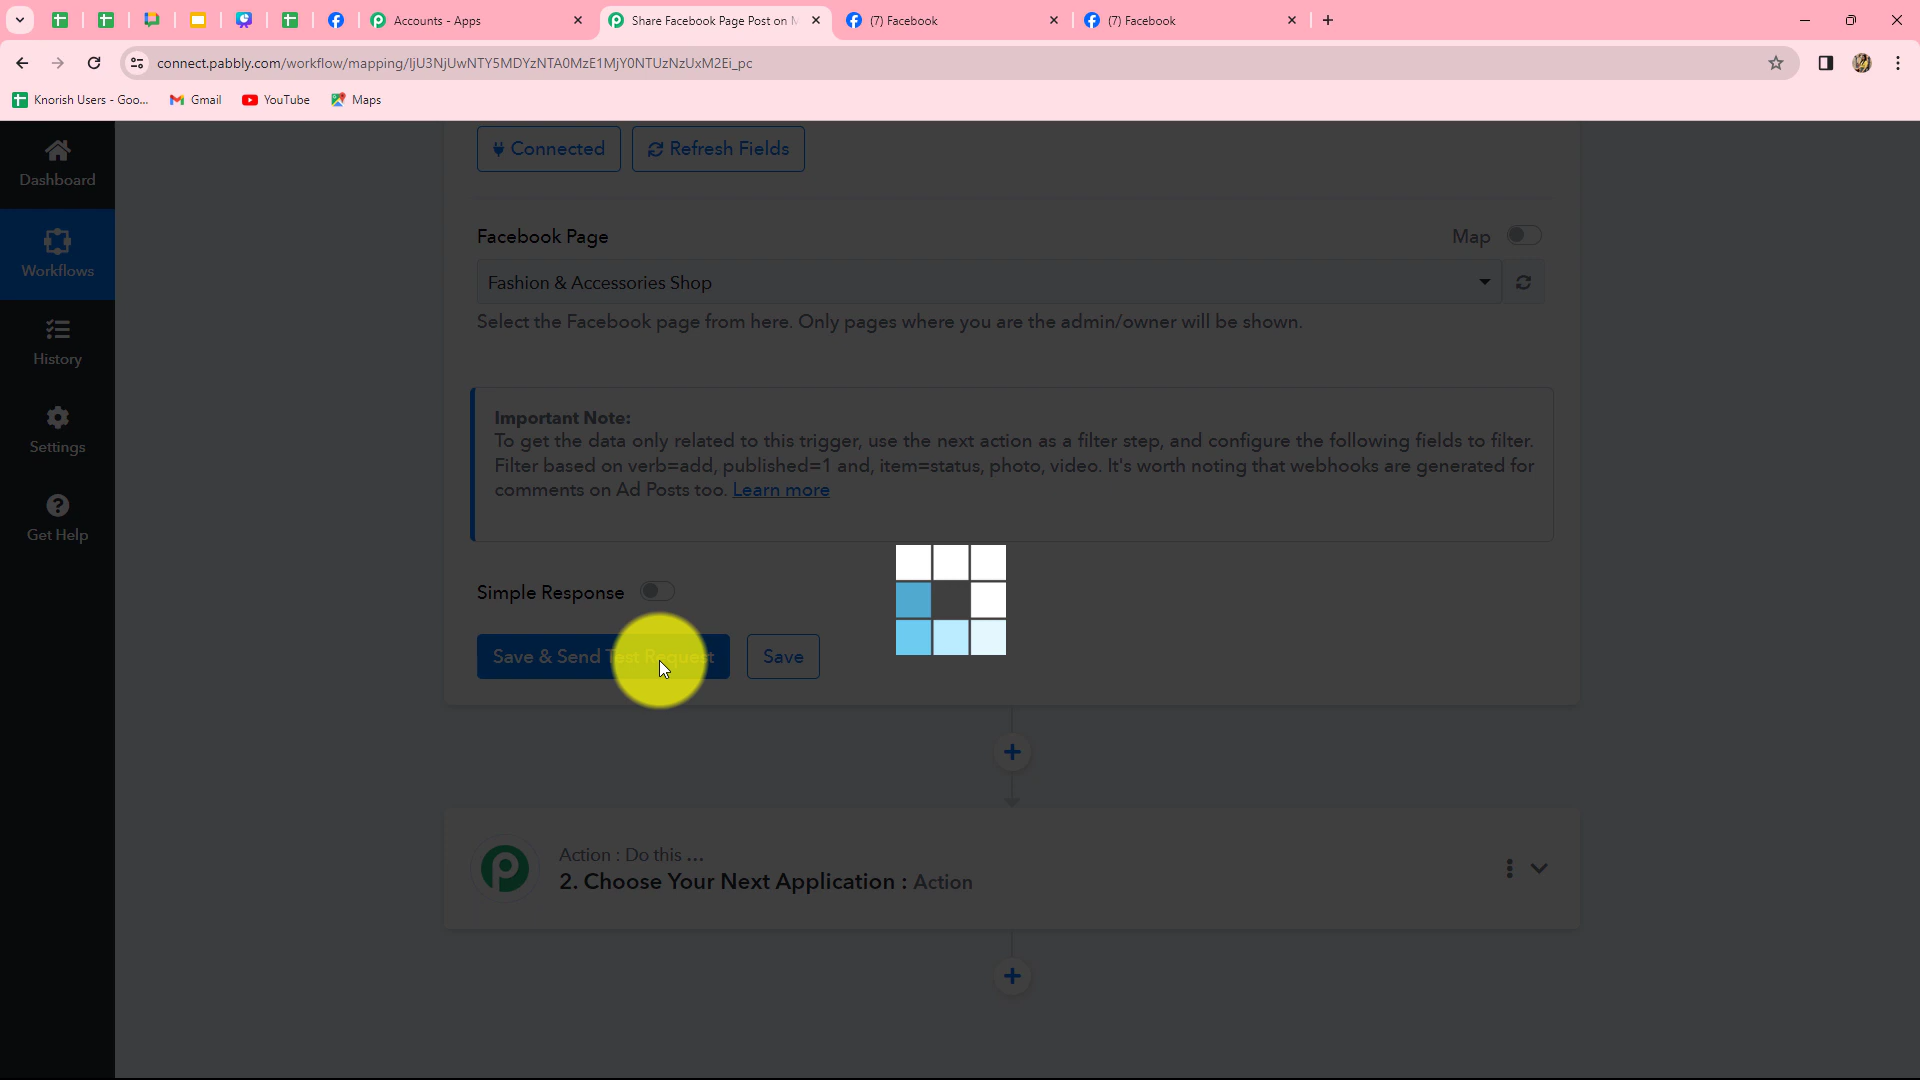 Accounts - Apps
Share Facebook Page Post on M
(7) Facebook
(7) Facebook
connect.pabbly.com/workflow/mapping/IjU3NjUwNTY5MDYzNTA0MzE1MjY0NTUzNzUxM2Ei_pc
Knorish Users - Goo...
Gmail
YouTube
Maps
Dashboard
Workflows
History
Settings
Get Help
Connected
Refresh Fields
Facebook Page
Map
Fashion & Accessories Shop
Select the Facebook page from here. Only pages where you are the admin/owner will be shown.
Important Note:
To get the data only related to this trigger, use the next action as a filter step, and configure the following fields to filter.
Filter based on verb=add, published=1 and, item=status, photo, video. It's worth noting that webhooks are generated for
comments on Ad Posts too. Learn more
Simple Response
Save & Send Test Request
Save
Action : Do this ...
2. Choose Your Next Application : Action